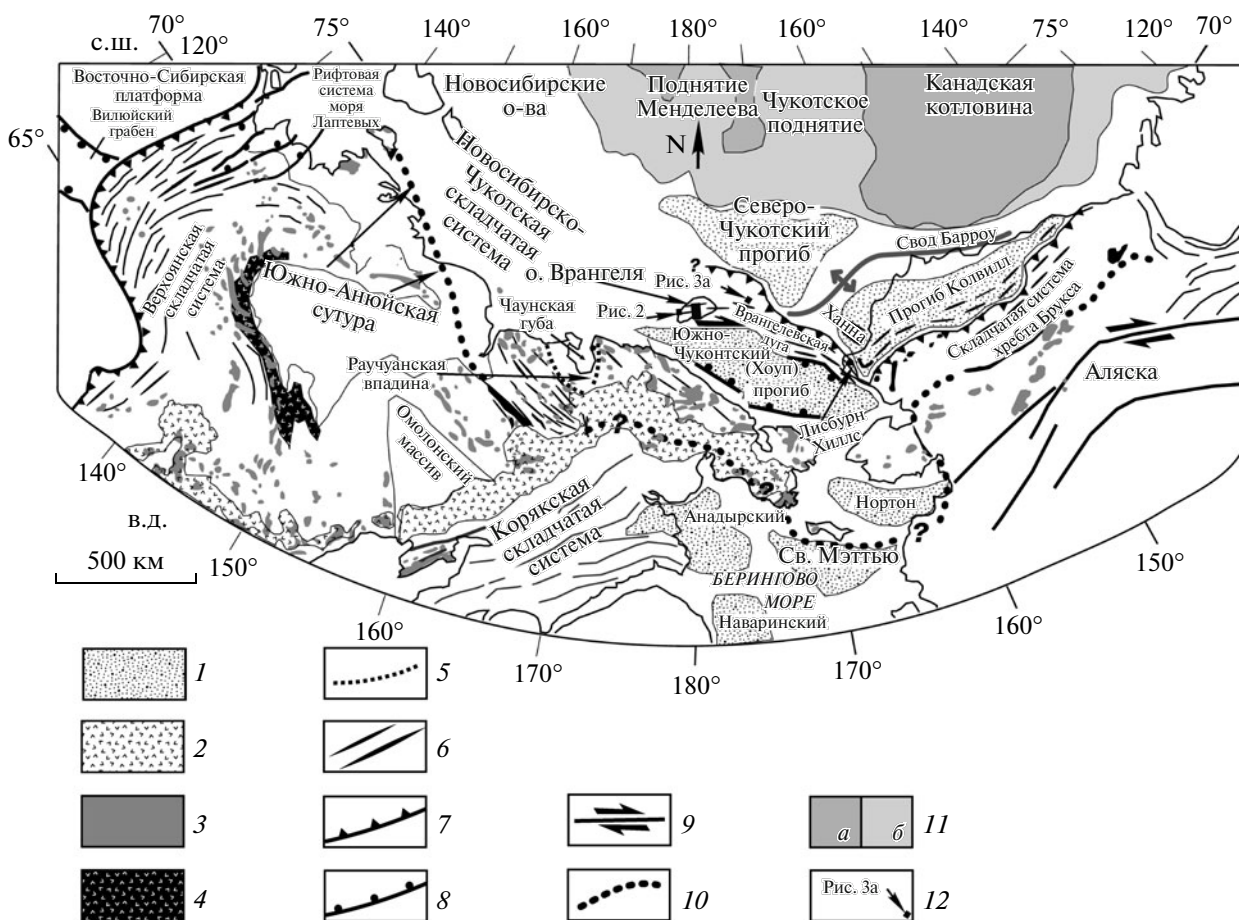 70° 75° 140° 160° 180° 160° 140° 75° 120° 70°
с.ш. 120°
Восточно-Сибирская
платформа
Вилюйский
грабен
Рифтовая
система
моря
Лаптевых
Новосибирские
о-ва
Поднятие
Менделеева
Чукотское
поднятие
Канадская
котловина
65°
N
Новосибирско-
Чукотская
складчатая
система
Северо-
Чукотский
прогиб
Свод Барроу
Верхоянская
складчатая
система
Южно-Анюйская
сутура
о. Врангеля
?
Рис. 3а
Рис. 2
Чаунская
губа
Врангелевская
дуга
Ханна
Прогиб Колвилл
Складчатая система
хребта Брукса
Южно-
Чуконтский
(Хоуп)
прогиб
Раучуанская
впадина
Аляска
Лисбурн
Хиллс
Омолонский
массив
?
Корякская
складчатая
система
?
Анадырский
Нортон
?
Св. Мэттью
БЕРИНГОВО
МОРЕ
Наваринский
140°
в.д.
500 км
150°
160°
170°
180°
170°
160°
150°
1
2
3
4
5
6
7
8
9
10
а б 11
Рис. 3а 12